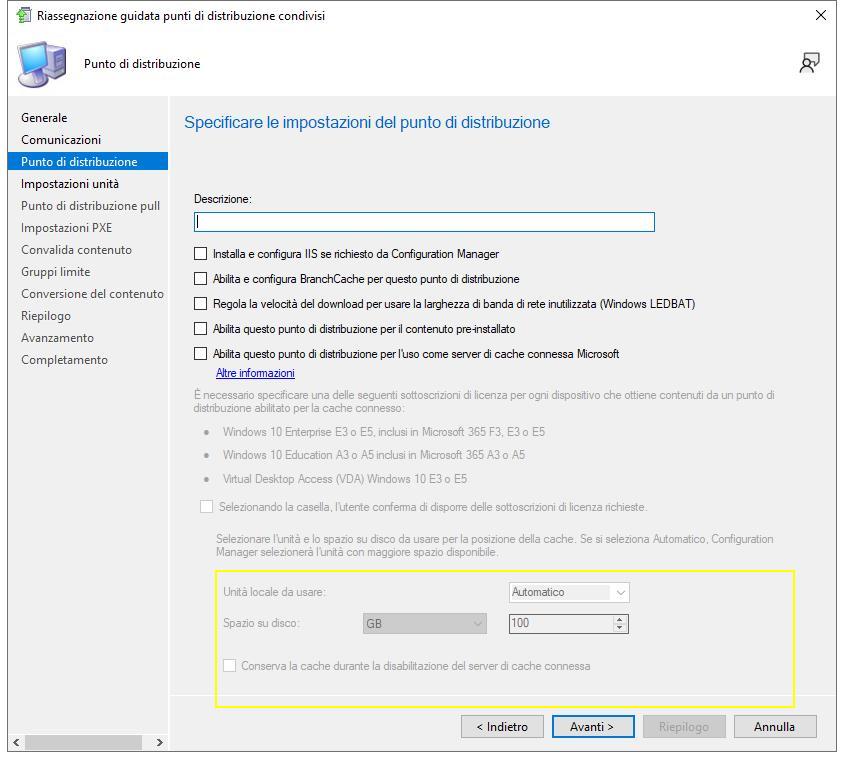 Riassegnazione guidata punti di distribuzione condivisi
Punto di distribuzione
Generale
Comunicazioni
Punto di distribuzione
Impostazioni unità
Punto di distribuzione pull
Impostazioni PXE
Convalida contenuto
Gruppi limite
Conversione del contenuto
Riepilogo
Avanzamento
Completamento
Specificare le impostazioni del punto di distribuzione
Descrizione:
Installa e configura IIS se richiesto da Configuration Manager
Abilita e configura BranchCache per questo punto di distribuzione
Regola la velocità del download per usare la larghezza di banda di rete inutilizzata (Windows LEDBAT)
Abilita questo punto di distribuzione per il contenuto pre-installato
Abilita questo punto di distribuzione per l'uso come server di cache connessa Microsoft
Altre informazioni
È necessario specificare una delle seguenti sottoscrizioni di licenza per ogni dispositivo che ottiene contenuti da un punto di
distribuzione abilitato per la cache connesso:
• Windows 10 Enterprise E3 o E5, inclusi in Microsoft 365 F3, E3 o E5
• Windows 10 Education A3 o A5 inclusi in Microsoft 365 A3 o A5
• Virtual Desktop Access (VDA) Windows 10 E3 o E5
Selezionando la casella, l'utente conferma di disporre delle sottoscrizioni di licenza richieste.
Selezionare l'unità e lo spazio su disco da usare per la posizione della cache. Se si seleziona Automatico, Configuration
Manager selezionerà l'unità con maggiore spazio disponibile.
Unità locale da usare: Automatico
Spazio su disco: GB 100
Conserva la cache durante la disabilitazione del server di cache connessa
< Indietro Avanti > Riepilogo Annulla